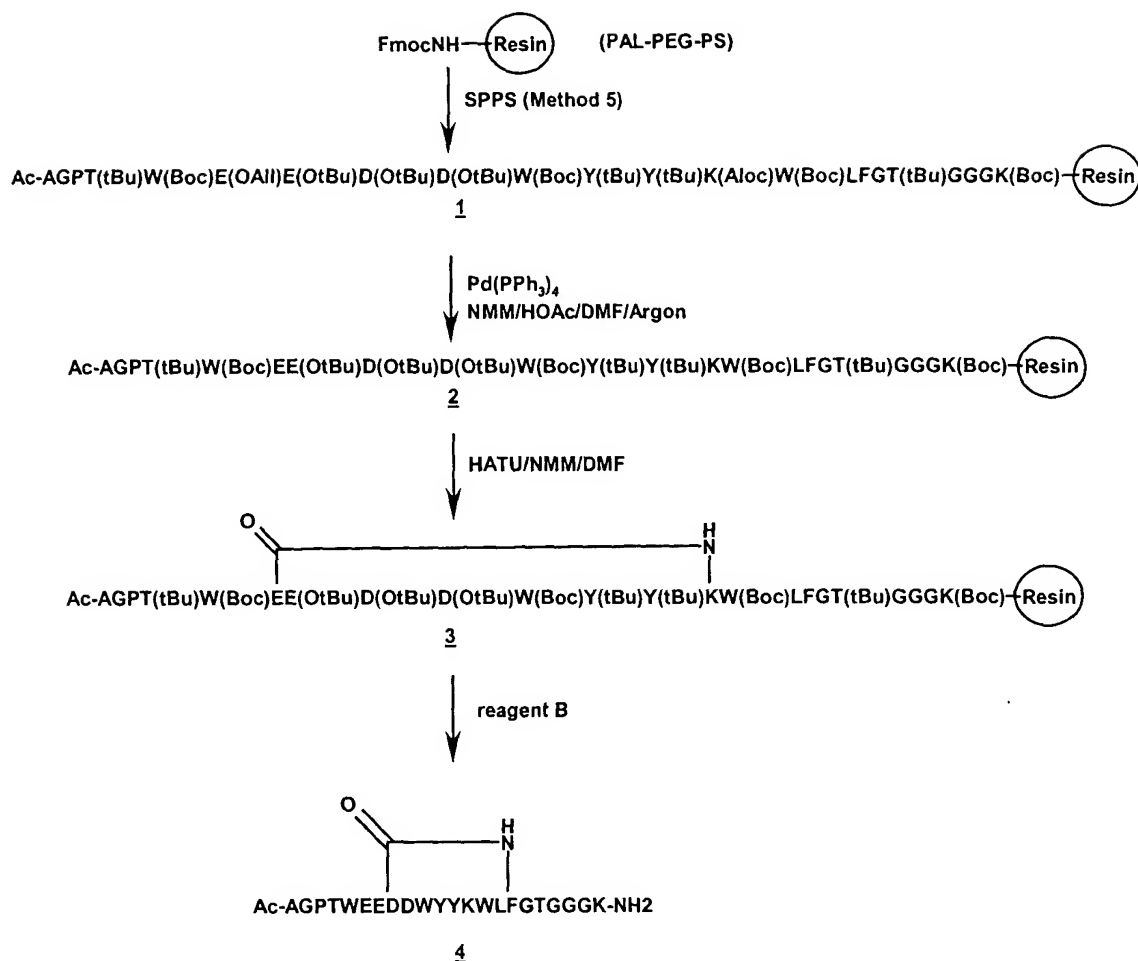 FmocNH Resin (PAL-PEG-PS)
SPPS (Method 5)
Ac-AGPT(tBu)W(Boc)E(OAll)E(OtBu)D(OtBu)D(OtBu)W(Boc)Y(tBu)Y(tBu)K(Aloc)W(Boc)LFGT(tBu)GGGK(Boc) Resin
1
Pd(PPh3)4
NMM/HOAc/DMF/Argon
Ac-AGPT(tBu)W(Boc)EE(OtBu)D(OtBu)D(OtBu)W(Boc)Y(tBu)Y(tBu)KW(Boc)LFGT(tBu)GGGK(Boc) Resin
2
HATU/NMM/DMF
O
H
N
Ac-AGPT(tBu)W(Boc)EE(OtBu)D(OtBu)D(OtBu)W(Boc)Y(tBu)Y(tBu)KW(Boc)LFGT(tBu)GGGK(Boc) Resin
3
reagent B
O
H
N
Ac-AGPTWEEDDWYYKWLFGTGGGK-NH2
4